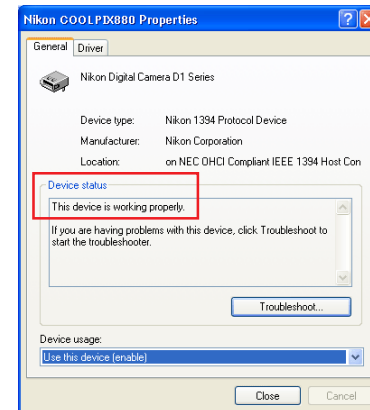 Nikon COOLPIX880 Properties
General Driver
Nikon Digital Camera D1 Series
Device type: Nikon 1394 Protocol Device
Manufacturer: Nikon Corporation
Location: on NEC OHCI Compliant IEEE 1394 Host Con
Device status
This device is working properly.
If you are having problems with this device, click Troubleshoot to
start the troubleshooter.
Troubleshoot...
Device usage:
Use this device (enable)
Close Cancel